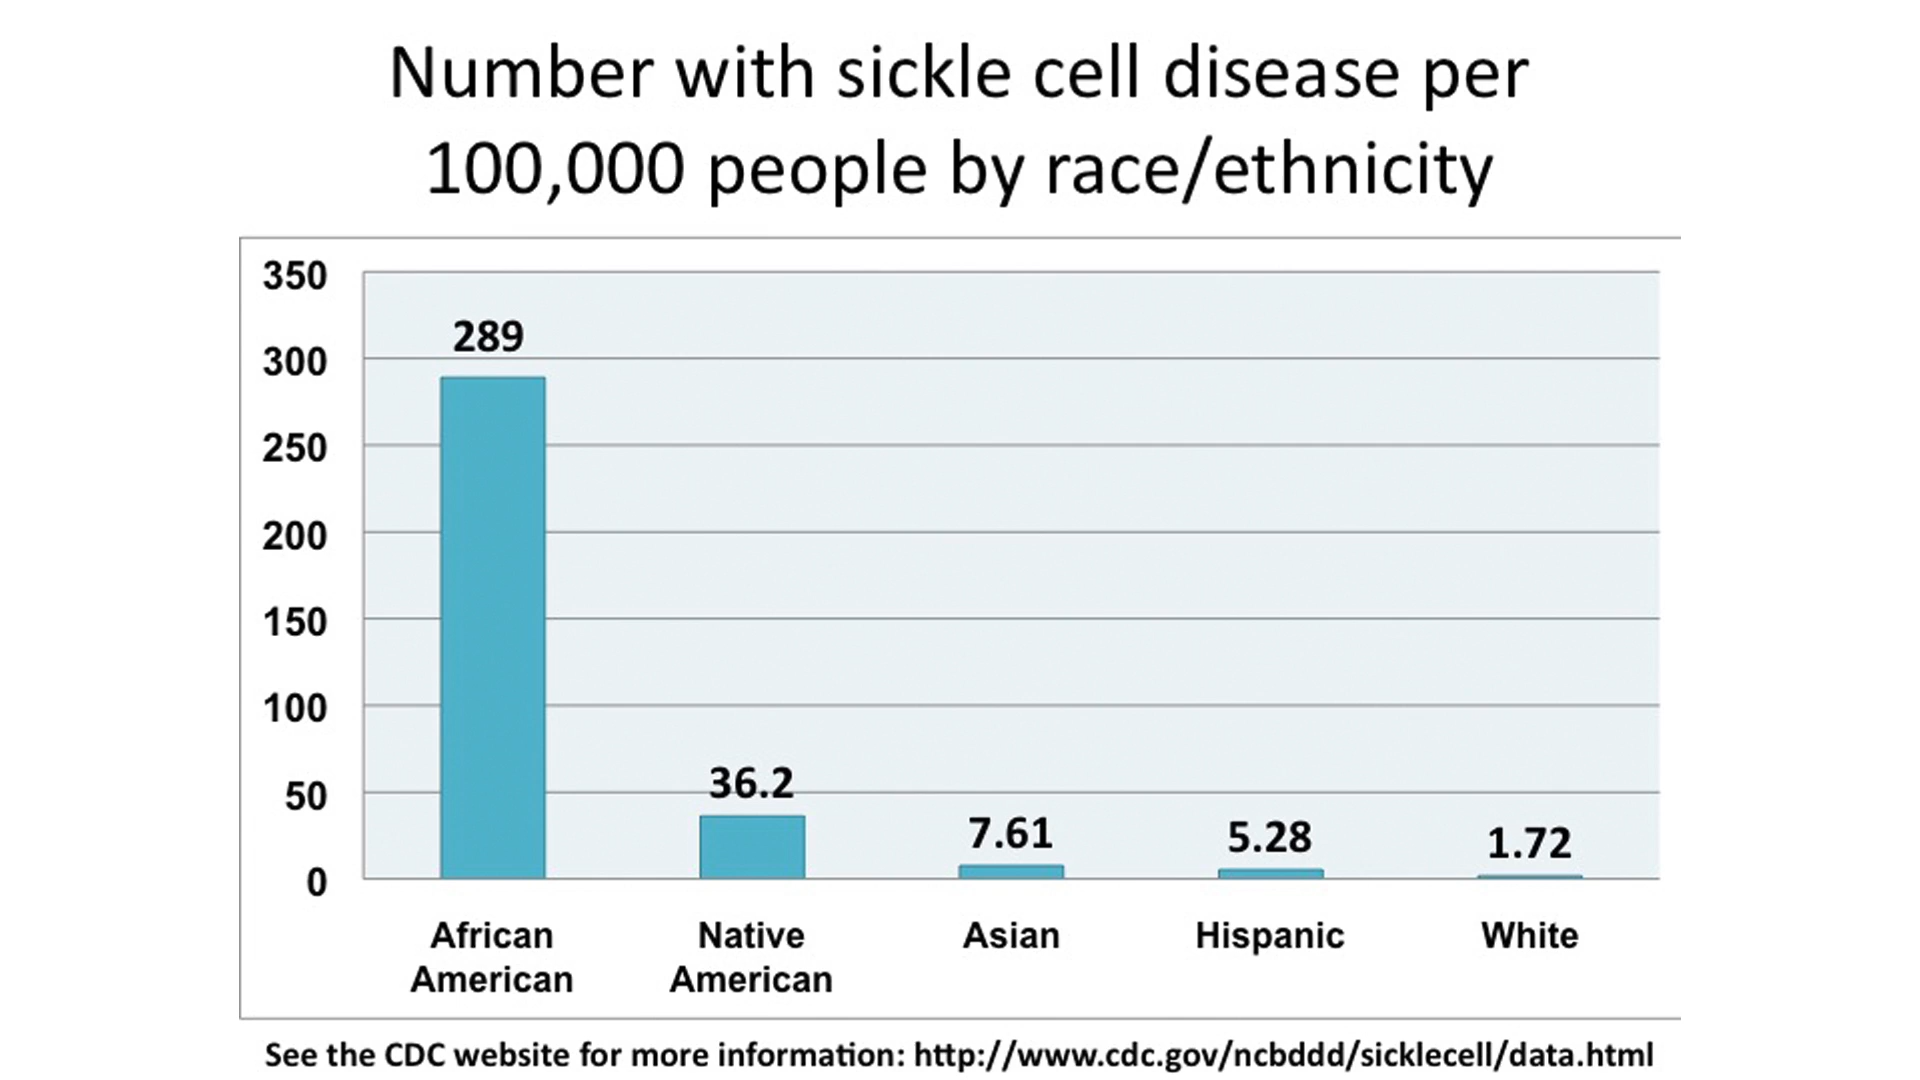 Number with sickle cell disease per
100,000 people by race/ethnicity
350
300
250
200
150
100
50
0
289
36.2
7.61
5.28
1.72
African
American
Native
American
Asian
Hispanic
White
See the CDC website for more information: http://www.cdc.gov/ncbddd/sicklecell/data.html